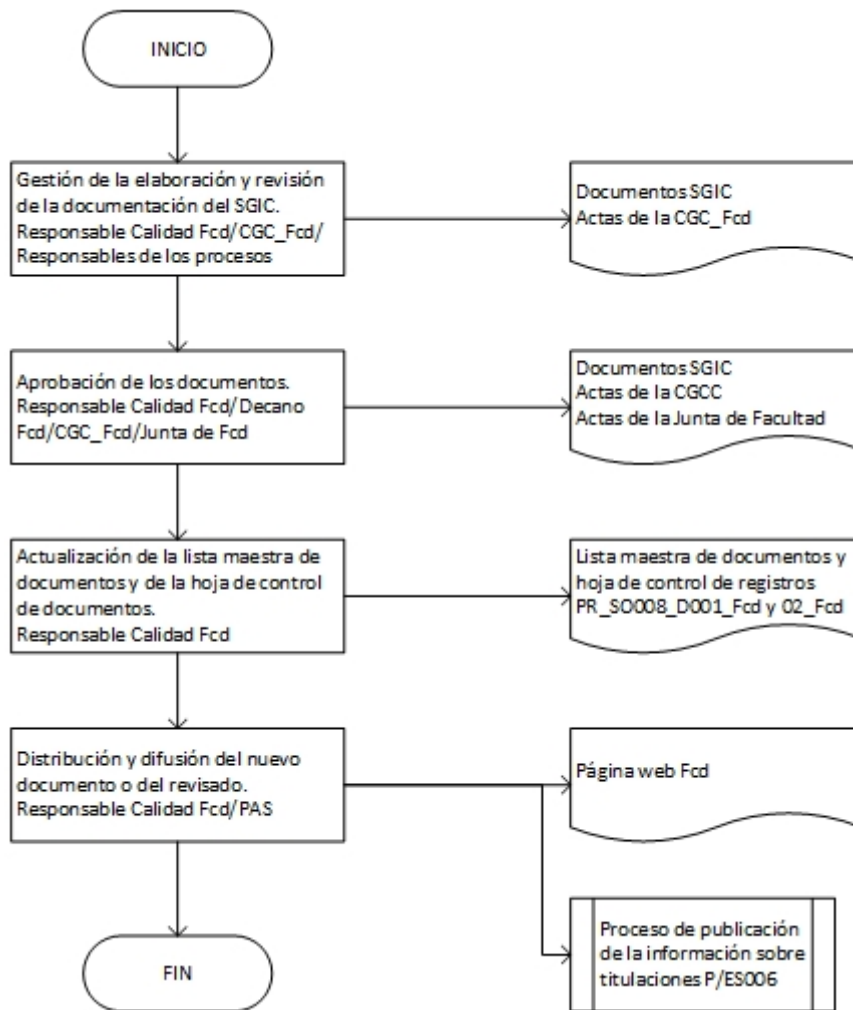 INICIO
Gestión de la elaboración y revisión
de la documentación del SGIC.
Responsable Calidad Fcd/CGC_Fcd/
Responsables de los procesos
Documentos SGIC
Actas de la CGC_Fcd
Aprobación de los documentos.
Responsable Calidad Fcd/Decano
Fcd/CGC_Fcd/Junta de Fcd
Documentos SGIC
Actas de la CGCC
Actas de la Junta de Facultad
Actualización de la lista maestra de
documentos y de la hoja de control
de documentos.
Responsable Calidad Fcd
Lista maestra de documentos y
hoja de control de registros
PR_SO008_D001_Fcd y 02_Fcd
Distribución y difusión del nuevo
documento o del revisado.
Responsable Calidad Fcd/PAS
Página web Fcd
Proceso de publicación
de la información sobre
titulaciones P/ES006
FIN